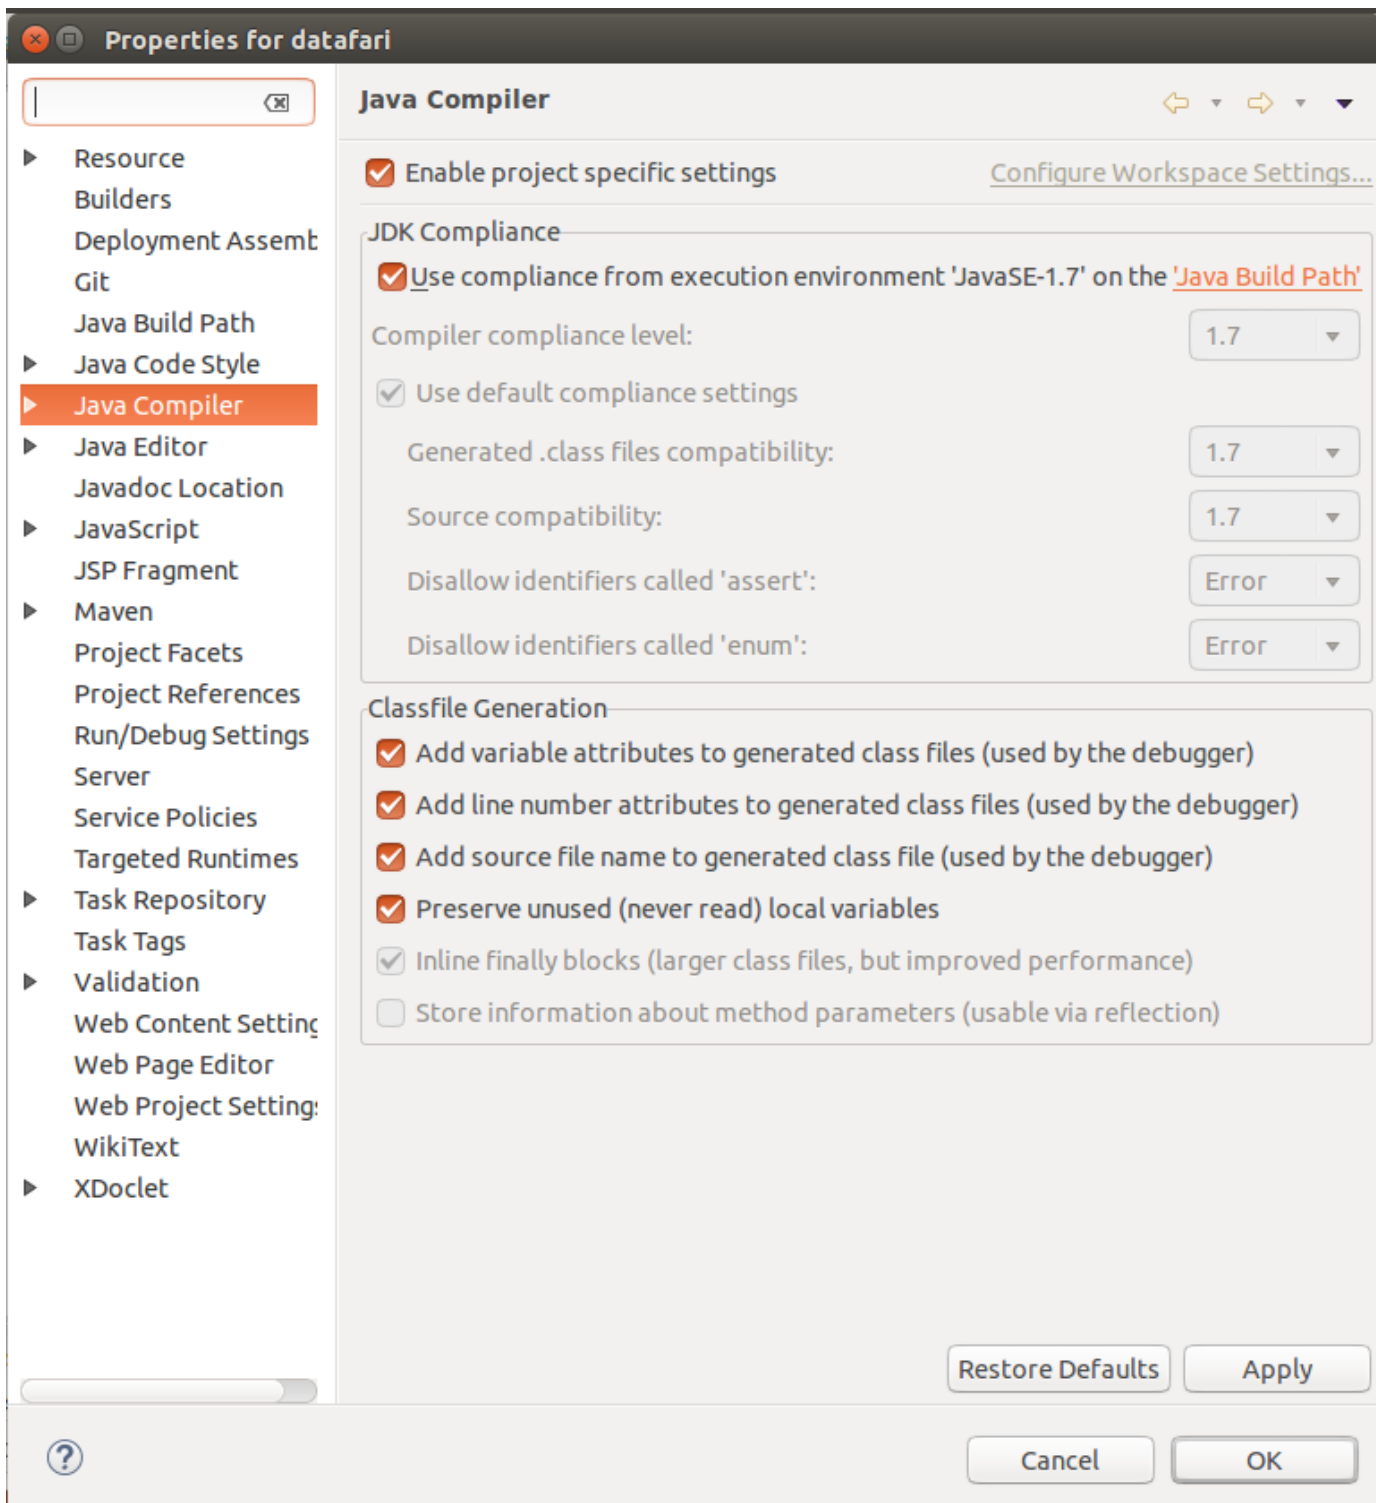 Properties for datafari
Java Compiler
Resource
Builders
Deployment Assemb
Git
Java Build Path
Java Code Style
Java Compiler
Java Editor
Javadoc Location
JavaScript
JSP Fragment
Maven
Project Facets
Project References
Run/Debug Settings
Server
Service Policies
Targeted Runtimes
Task Repository
Task Tags
Validation
Web Content Setting
Web Page Editor
Web Project Settings
WikiText
XDoclet
Enable project specific settings
Configure Workspace Settings...
JDK Compliance
Use compliance from execution environment 'JavaSE-1.7' on the 'Java Build Path'
Compiler compliance level: 1.7
Use default compliance settings
Generated .class files compatibility: 1.7
Source compatibility: 1.7
Disallow identifiers called 'assert': Error
Disallow identifiers called 'enum': Error
Classfile Generation
Add variable attributes to generated class files (used by the debugger)
Add line number attributes to generated class files (used by the debugger)
Add source file name to generated class file (used by the debugger)
Preserve unused (never read) local variables
Inline finally blocks (larger class files, but improved performance)
Store information about method parameters (usable via reflection)
Restore Defaults Apply
Cancel OK